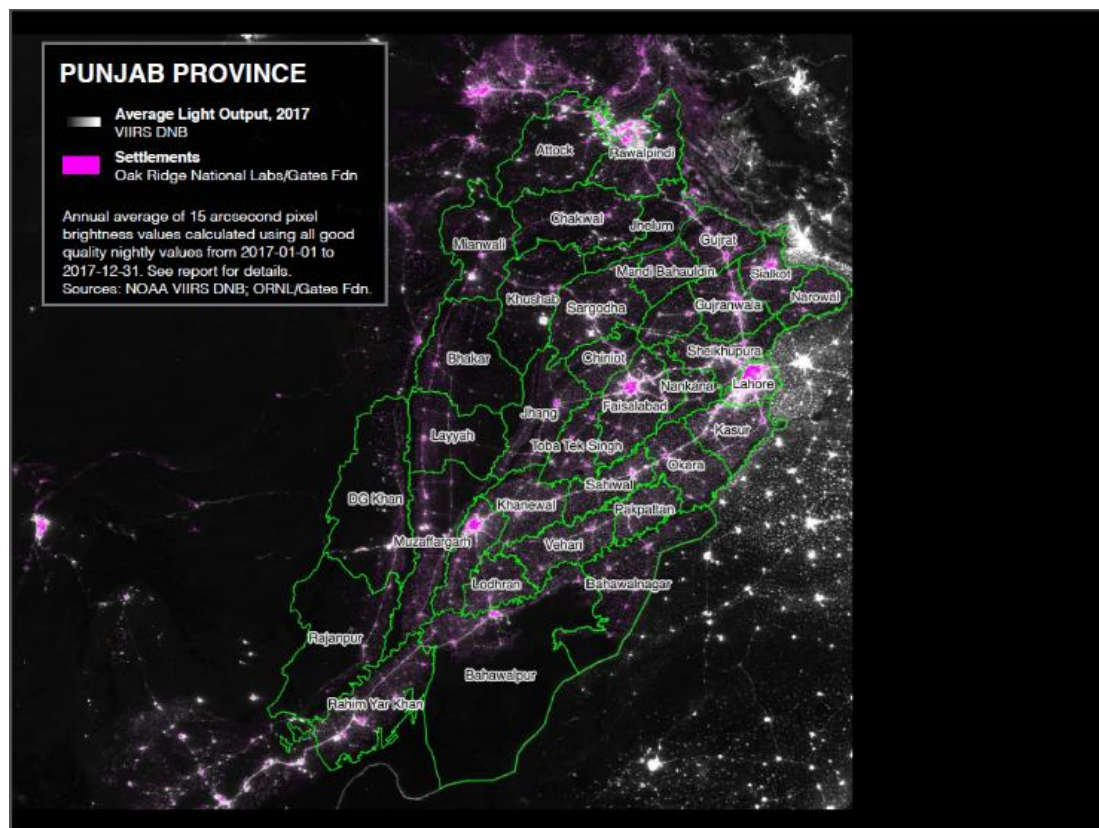 PUNJAB PROVINCE
Average Light Output, 2017
VIIRS DNB
Settlements
Oak Ridge National Labs/Gates Fdn
Annual average of 15 arcsecond pixel
brightness values calculated using all good
quality nightly values from 2017-01-01 to
2017-12-31. See report for details.
Sources: NOAA VIIRS DNB; ORNL/Gates Fdn.
Attock
Rawalpindi
Chakwal
Jhelum
Mianwali
Gujrat
Mandi Bahauldin
Sialkot
Khushab
Sargodha
Gujranwala
Narowal
Bhakar
Chiniot
Sheikhupura
Nankana
Lahore
Faisalabad
Jhang
Layyah
Toba Tek Singh
Kasur
Okara
DG Khan
Khanewal
Sahiwal
Pakpattan
Muzaffargarh
Vehari
Lodhran
Bahawalnagar
Rajanpur
Bahawalpur
Rahim Yar Khan